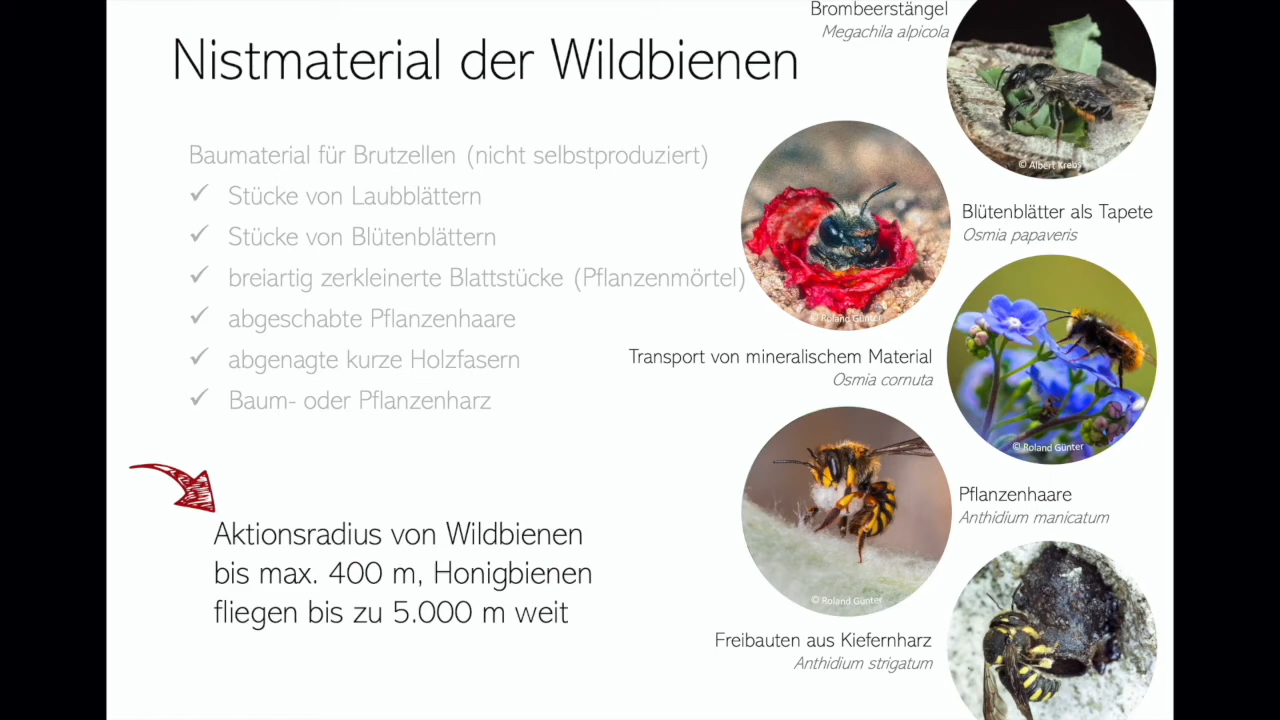 Nistmaterial der Wildbienen
Baumaterial für Brutzellen (nicht selbstproduziert)
✓ Stücke von Laubblättern
✓ Stücke von Blütenblättern
✓ breiartig zerkleinerte Blattstücke (Pflanzenmörtel)
✓ abgeschabte Pflanzenhaare
✓ abgenagte kurze Holzfasern
✓ Baum- oder Pflanzenharz
Aktionsradius von Wildbienen
bis max. 400 m, Honigbienen
fliegen bis zu 5.000 m weit
Brombeerstängel
Megachila alpicola
© Albert Krebs
Blütenblätter als Tapete
Osmia papaveris
© Roland Günter
Transport von mineralischem Material
Osmia cornuta
© Roland Günter
Pflanzenhaare
Anthidium manicatum
© Roland Günter
Freibauten aus Kiefernharz
Anthidium strigatum